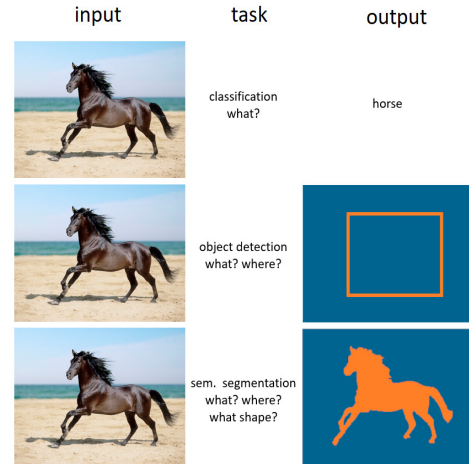 input task output
classification
what?
horse
object detection
what? where?
sem. segmentation
what? where?
what shape?